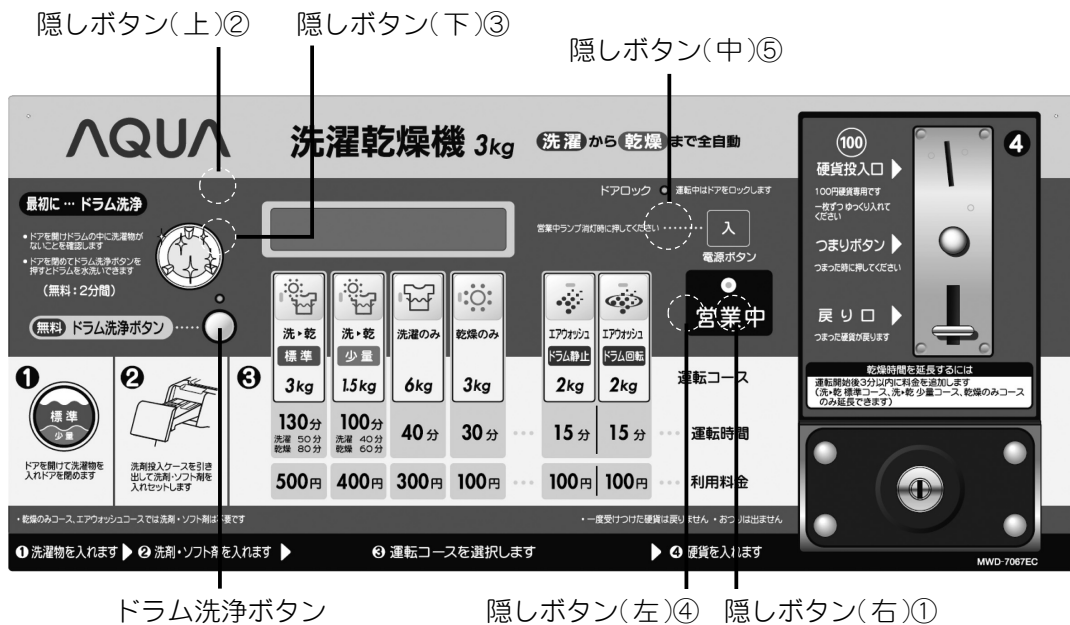 隠しボタン(上)②
隠しボタン(下)③
隠しボタン(中)⑤
AQUA
洗濯乾燥機 3kg
洗濯から乾燥まで全自動
ドアロック
運転中はドアをロックします
最初に…ドラム洗浄
・ドアを開けドラムの中に洗濯物が
ないことを確認します
・ドアを閉めてドラム洗浄ボタンを
押すとドラムを水洗いできます
(無料:2分間)
無料 ドラム洗浄ボタン……
営業中ランプ消灯時に押してください………
入
電源ボタン
営業中
洗▸乾
標準
3kg
130分
洗濯 50分
乾燥 80分
500円
洗▸乾
少量
1.5kg
100分
洗濯 40分
乾燥 60分
400円
洗濯のみ
6kg
40分
300円
乾燥のみ
3kg
30分
100円
エアウォッシュ
ドラム静止
2kg
15分
100円
エアウォッシュ
ドラム回転
2kg
15分
100円
運転コース
… 運転時間
… 利用料金
❶
標準
少量
ドアを開けて洗濯物を
入れドアを閉めます
❷
洗剤投入ケースを引き
出して洗剤・ソフト剤を
入れセットします
❸
❹
100
硬貨投入口
100円硬貨専用です
一枚ずつゆっくり入れて
ください
つまりボタン
つまった時に押してください
戻り口
つまった硬貨が戻ります
乾燥時間を延長するには
運転開始後3分以内に料金を追加します
(洗▸乾 標準コース、洗▸乾 少量コース、乾燥のみコース
のみ延長できます)
・乾燥のみコース、エアウォッシュコースでは洗剤・ソフト剤は不要です
・一度受けつけた硬貨は戻りません ・おつりは出ません
❶ 洗濯物を入れます ▶ ❷ 洗剤・ソフト剤を入れます ▶ ❸ 運転コースを選択します ▶ ❹ 硬貨を入れます
MWD-7067EC
ドラム洗浄ボタン
隠しボタン(左)④
隠しボタン(右)①